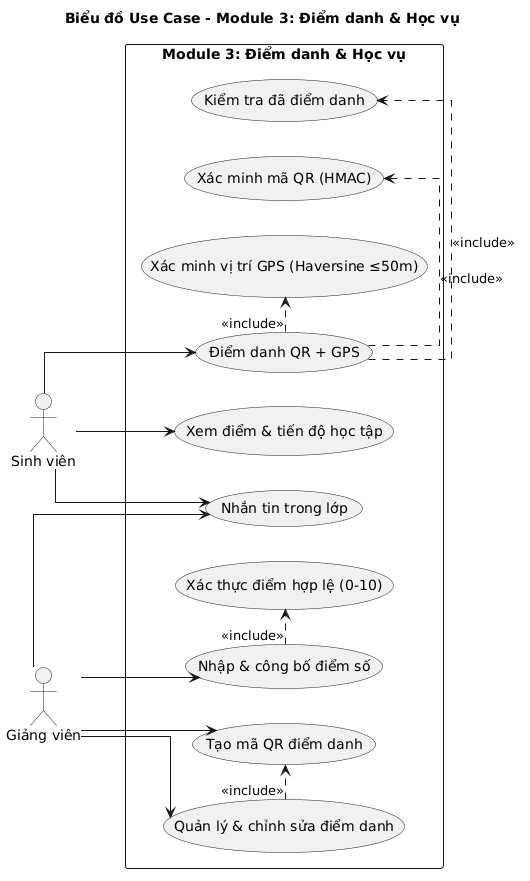 Biểu đồ Use Case - Module 3: Điểm danh & Học vụ
Module 3: Điểm danh & Học vụ
Kiểm tra đã điểm danh
Xác minh mã QR (HMAC)
«include»
Xác minh vị trí GPS (Haversine ≤50m)
«include»
«include»
Điểm danh QR + GPS
Xem điểm & tiến độ học tập
Sinh viên
Nhắn tin trong lớp
Xác thực điểm hợp lệ (0-10)
«include»
Nhập & công bố điểm số
Giảng viên
Tạo mã QR điểm danh
«include»
Quản lý & chỉnh sửa điểm danh